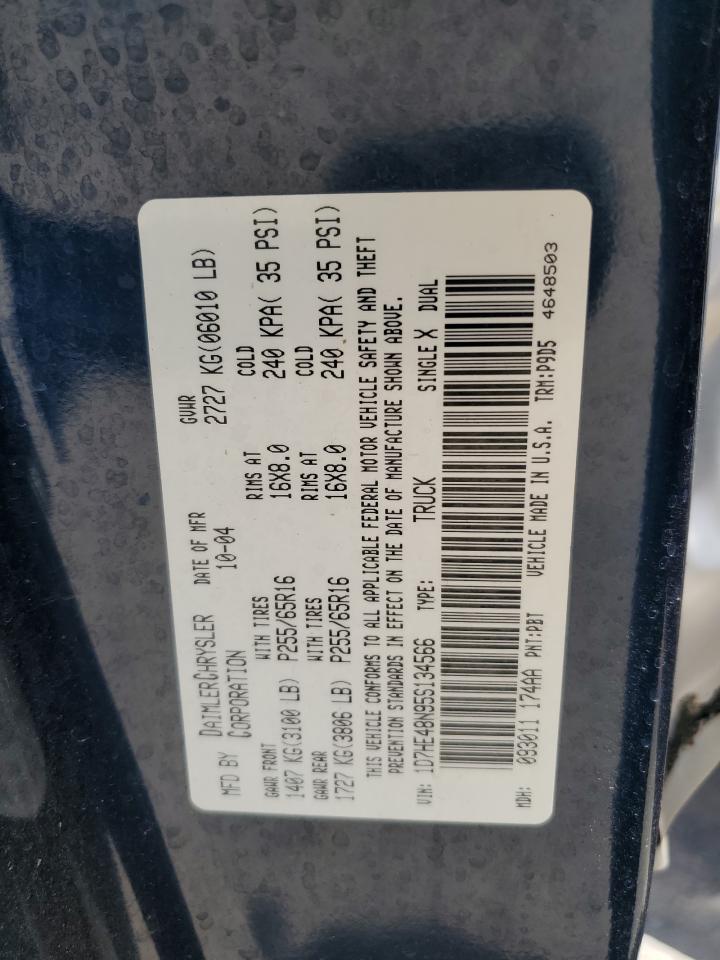 MFD BY DAIMLERCHRYSLER CORPORATION DATE OF MFR 10-04 GVWR 2727 KG(06010 LB)
GAWR FRONT WITH TIRES RIMS AT COLD
1407 KG(3100 LB) P255/65R16 16X8.0 240 KPA( 35 PSI)
GAWR REAR WITH TIRES RIMS AT COLD
1727 KG(3806 LB) P255/65R16 16X8.0 240 KPA( 35 PSI)
THIS VEHICLE CONFORMS TO ALL APPLICABLE FEDERAL MOTOR VEHICLE SAFETY AND THEFT
PREVENTION STANDARDS IN EFFECT ON THE DATE OF MANUFACTURE SHOWN ABOVE.
VIN: 1D7HE48N95S134566 TYPE: TRUCK SINGLE X DUAL
MDH: 093011 174AA PNT:PBT VEHICLE MADE IN U.S.A. TRM:P9D5 4648503